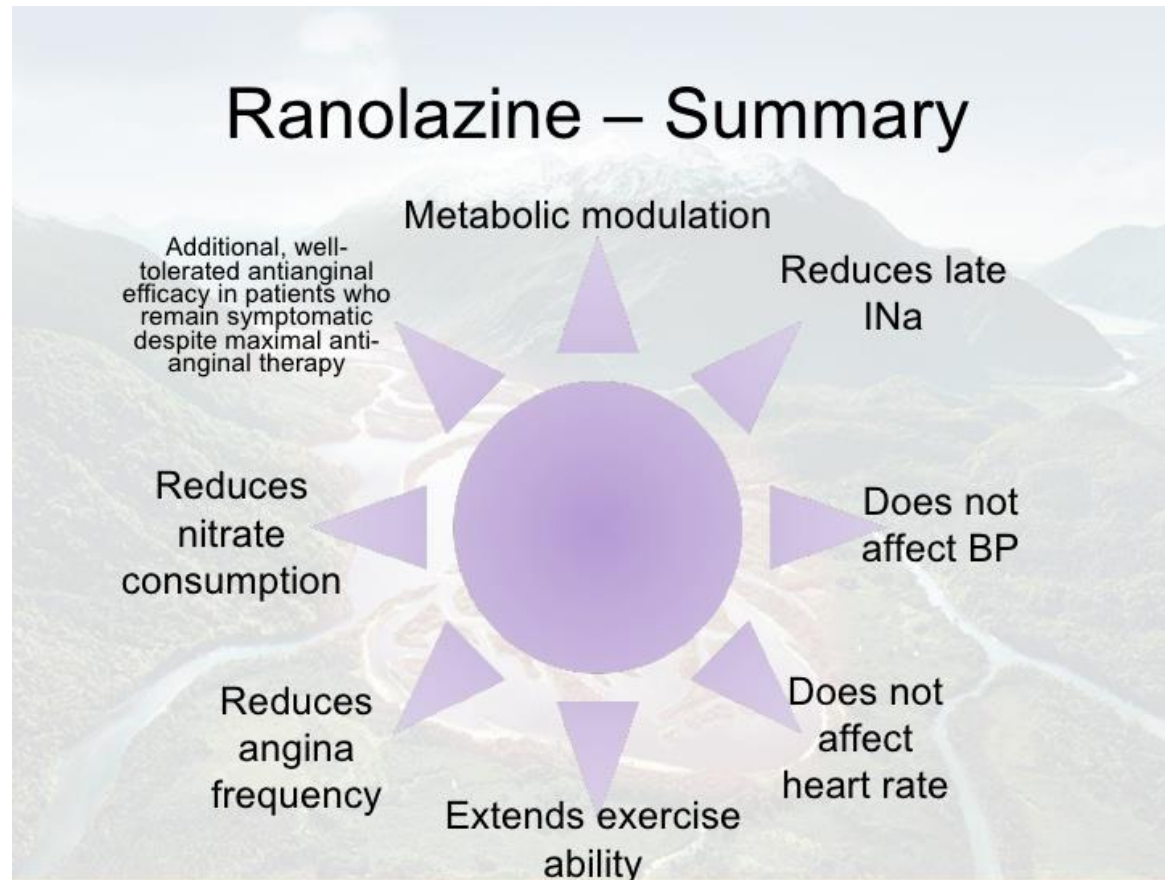 Ranolazine – Summary
Metabolic modulation
Reduces late
INa
Does not
affect BP
Does not
affect
heart rate
Extends exercise
ability
Reduces
angina
frequency
Reduces
nitrate
consumption
Additional, well-
tolerated antianginal
efficacy in patients who
remain symptomatic
despite maximal anti-
anginal therapy